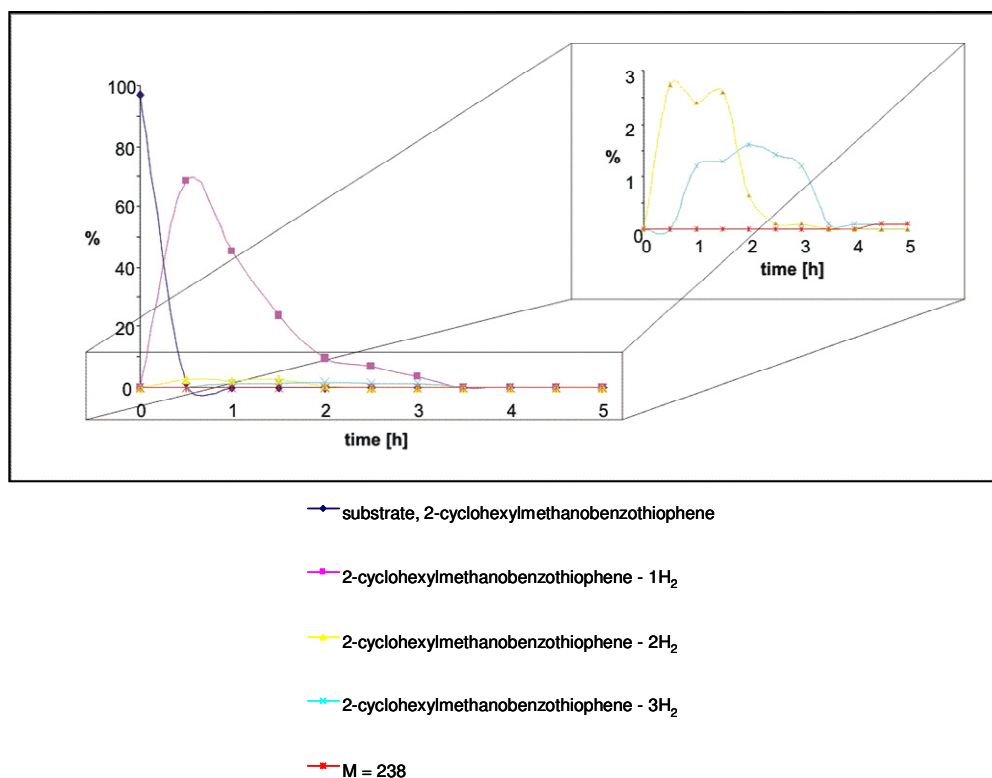 100
80
60
40
20
0
%
0 1 2 3 4 5
time [h]
3
2
1
0
%
0 1 2 3 4 5
time [h]
substrate, 2-cyclohexylmethanobenzothiophene
2-cyclohexylmethanobenzothiophene - 1H₂
2-cyclohexylmethanobenzothiophene - 2H₂
2-cyclohexylmethanobenzothiophene - 3H₂
M = 238